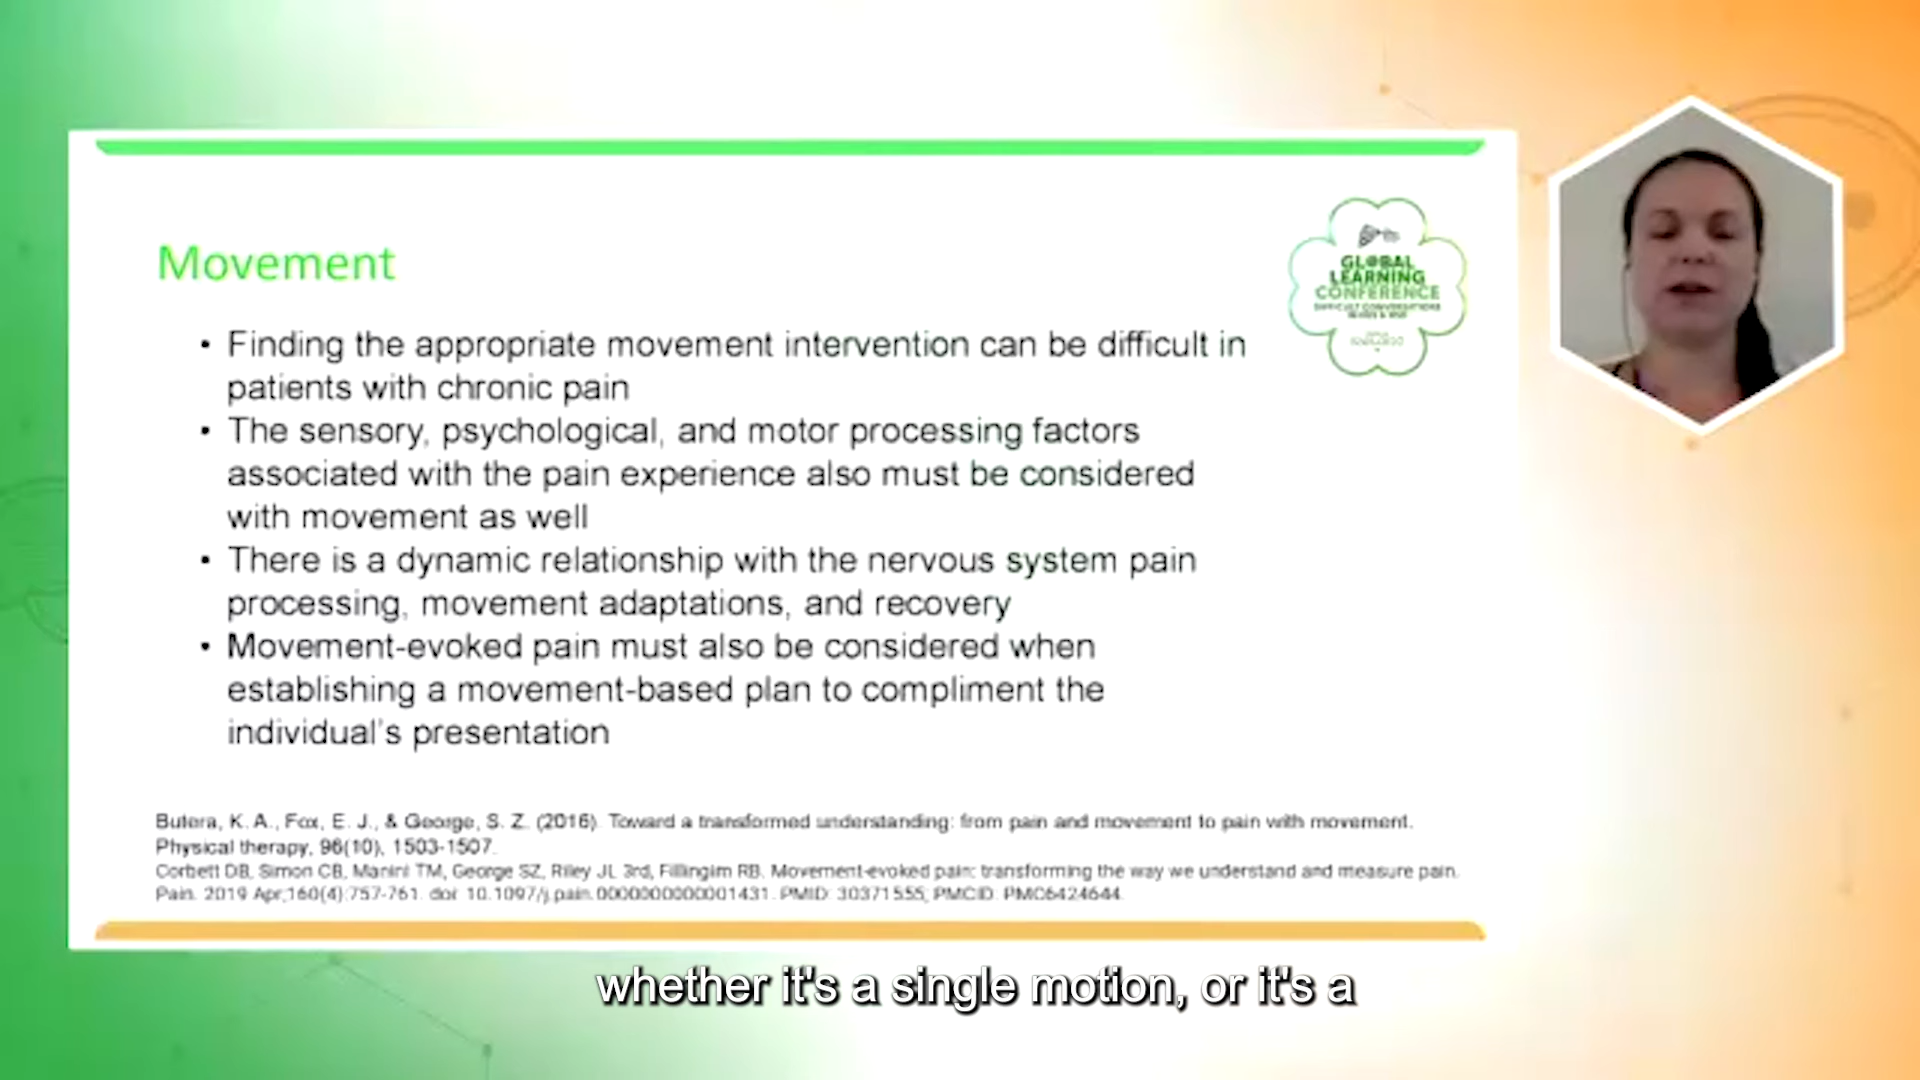 Movement
GL@BAL
LEARNING
CONFERENCE
• Finding the appropriate movement intervention can be difficult in
patients with chronic pain
• The sensory, psychological, and motor processing factors
associated with the pain experience also must be considered
with movement as well
• There is a dynamic relationship with the nervous system pain
processing, movement adaptations, and recovery
• Movement-evoked pain must also be considered when
establishing a movement-based plan to compliment the
individual's presentation
Butera, K. A., Fox, E. J., & George, S. Z. (2016). Toward a transformed understanding: from pain and movement to pain with movement.
Physical therapy, 96(10), 1503-1507.
Corbett DB, Simon CB, Manini TM, George SZ, Riley JL 3rd, Fillingim RB. Movement-evoked pain: transforming the way we understand and measure pain.
Pain. 2019 Apr;160(4):757-761. doi: 10.1097/j.pain.0000000000001431. PMID: 30371555; PMCID: PMC6424644.
whether it's a single motion, or it's a